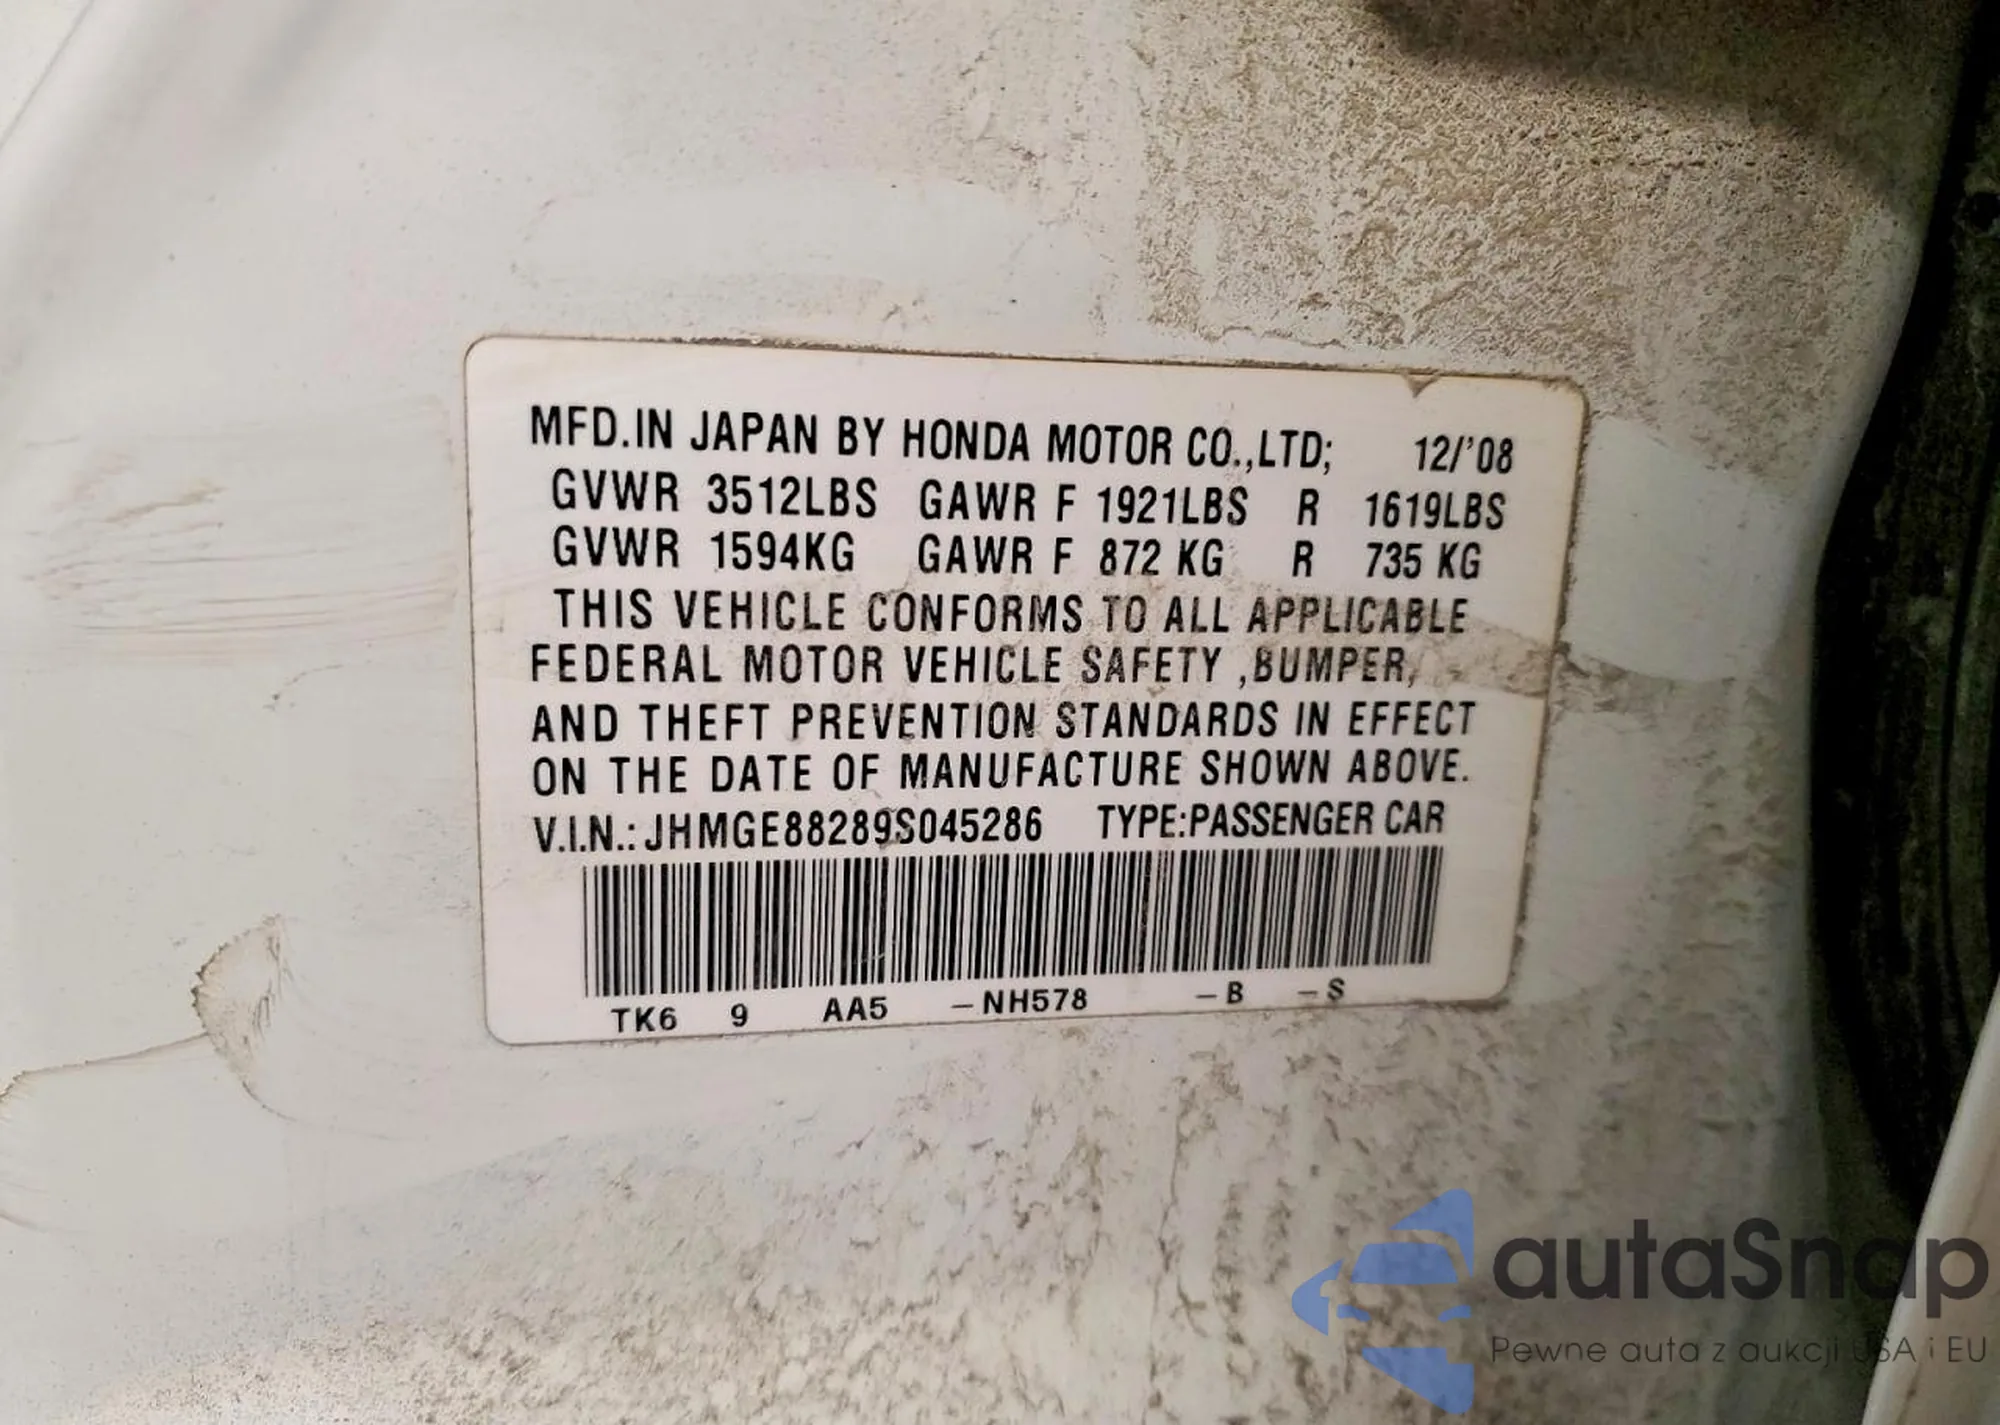 MFD.IN JAPAN BY HONDA MOTOR CO.,LTD; 12/'08
GVWR 3512LBS GAWR F 1921LBS R 1619LBS
GVWR 1594KG GAWR F 872 KG R 735 KG
THIS VEHICLE CONFORMS TO ALL APPLICABLE
FEDERAL MOTOR VEHICLE SAFETY ,BUMPER,
AND THEFT PREVENTION STANDARDS IN EFFECT
ON THE DATE OF MANUFACTURE SHOWN ABOVE.
V.I.N.: JHMGE88289S045286 TYPE:PASSENGER CAR
TK6 9 AA5 -NH578 -B -S
autaSnap
Pewne auta z aukcji USA i EU